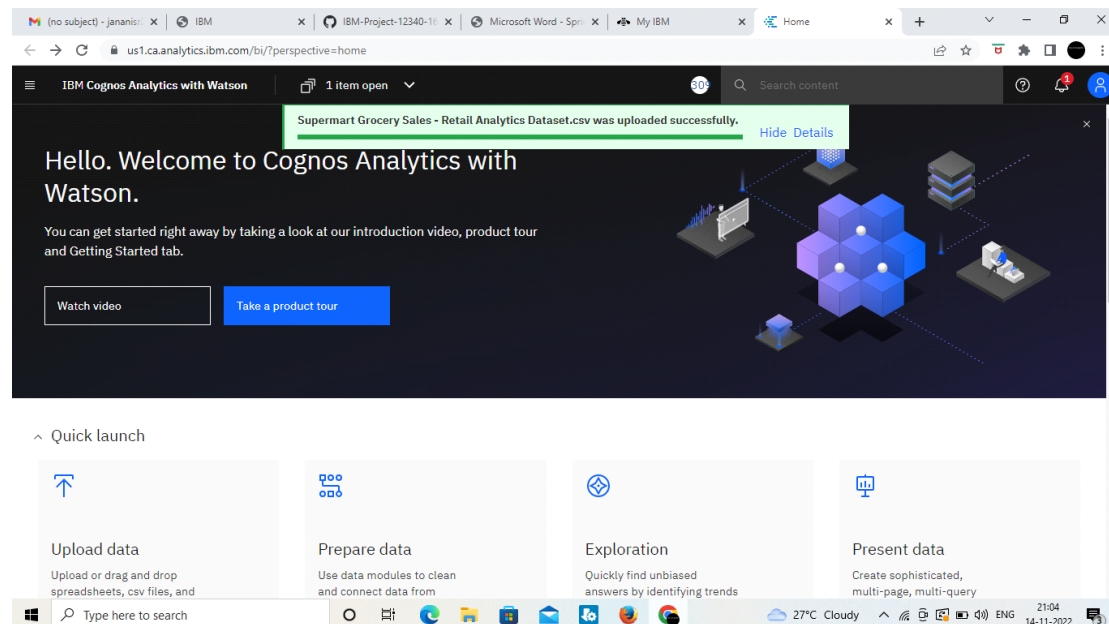 (no subject) - jananisr
IBM
IBM-Project-12340-16
Microsoft Word - Spri
My IBM
Home
us1.ca.analytics.ibm.com/bi/?perspective=home
IBM Cognos Analytics with Watson
1 item open
309
Search content
1
Supermart Grocery Sales - Retail Analytics Dataset.csv was uploaded successfully.
Hide Details
Hello. Welcome to Cognos Analytics with
Watson.
You can get started right away by taking a look at our introduction video, product tour
and Getting Started tab.
Watch video
Take a product tour
Quick launch
Upload data
Upload or drag and drop
spreadsheets, csv files, and
Prepare data
Use data modules to clean
and connect data from
Exploration
Quickly find unbiased
answers by identifying trends
Present data
Create sophisticated,
multi-page, multi-query
Type here to search
27°C Cloudy
ENG
21:04
14-11-2022
3